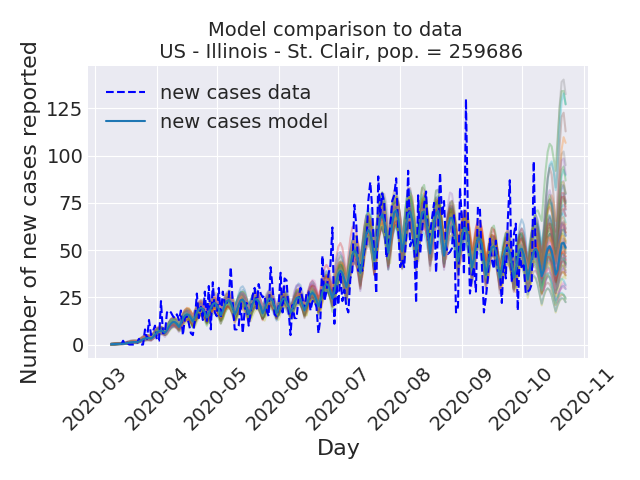 Model comparison to data
US - Illinois - St. Clair, pop. = 259686
Number of new cases reported
new cases data
new cases model
125
100
75
50
25
0
2020-03
2020-04
2020-05
2020-06
2020-07
2020-08
2020-09
2020-10
2020-11
Day